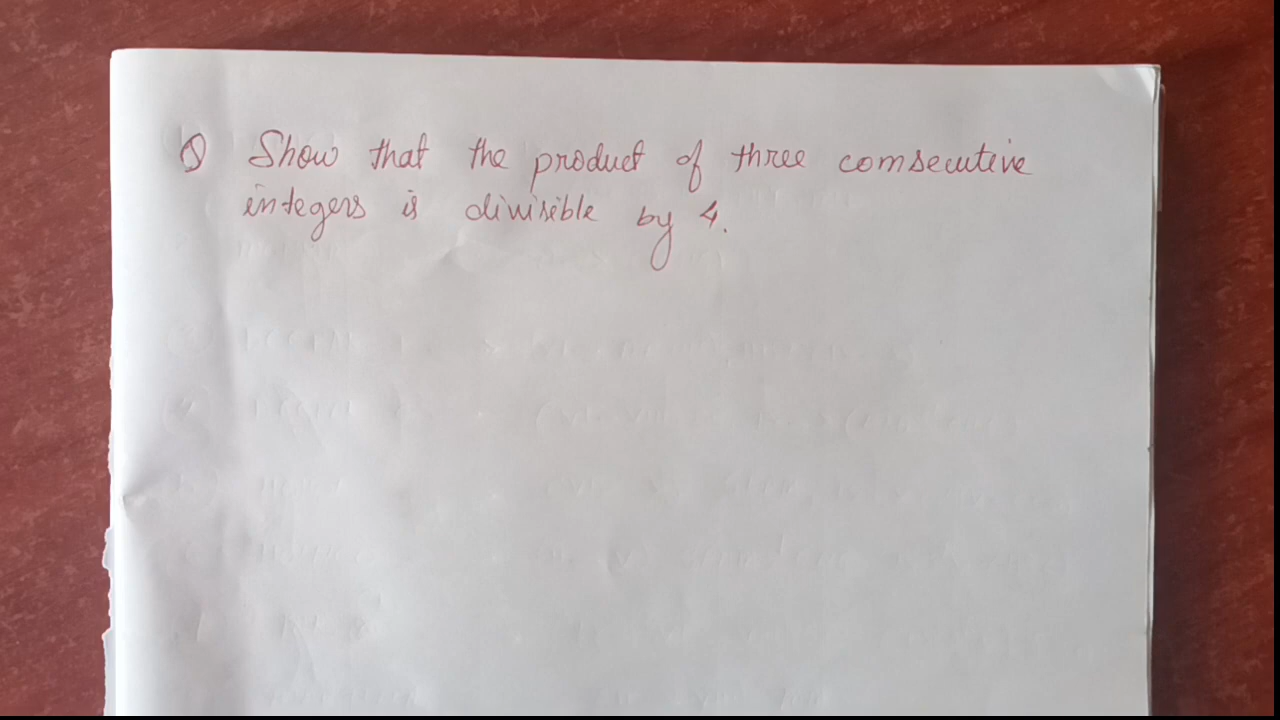 Q Show that the product of three comsecutive
integers is divisible by 4.